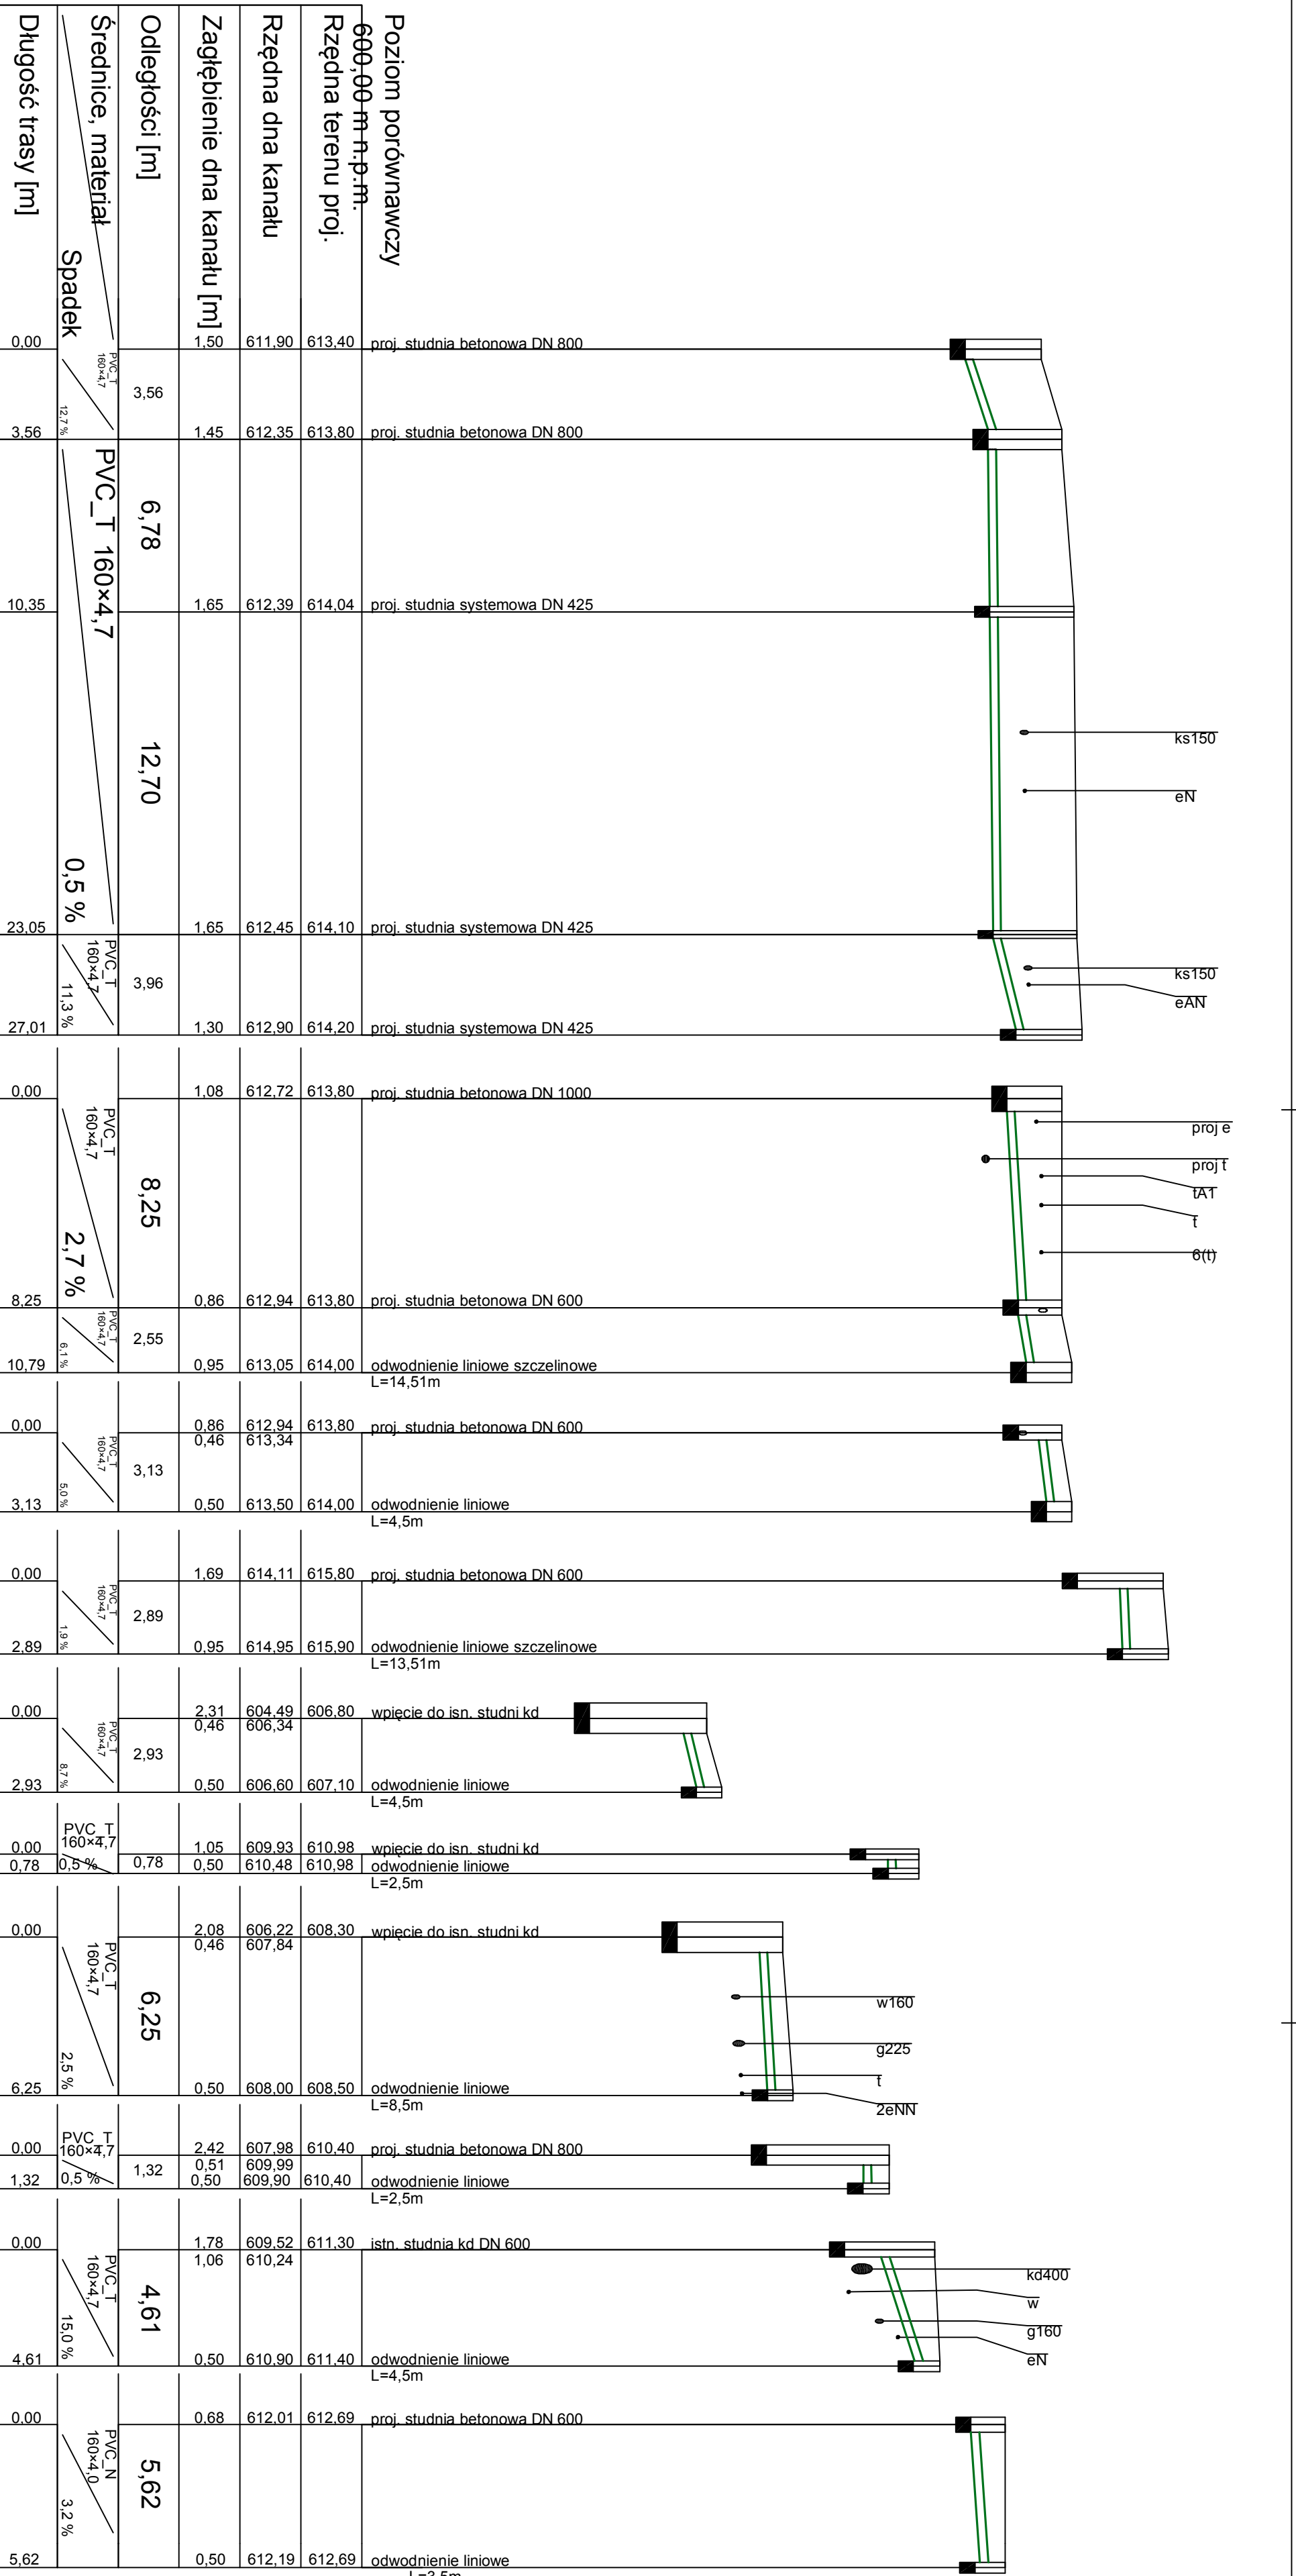 Poziom porównawczy
600,00 m n.p.m.
Rzędna terenu proj.
Rzędna dna kanału
Zagłębienie dna kanału [m]
Odległości [m]
Średnice, materiał
Spadek
Długość trasy [m]
0,00 1,50 611,90 613,40 proj. studnia betonowa DN 800
PVC_T
160×4,7
12,7 %
3,56
3,56 1,45 612,35 613,80 proj. studnia betonowa DN 800
PVC_T 160×4,7
0,5 %
6,78
10,35 1,65 612,39 614,04 proj. studnia systemowa DN 425
12,70
ks150
eN
23,05 1,65 612,45 614,10 proj. studnia systemowa DN 425
PVC_T
160×4,7
11,3 %
3,96
ks150
eAN
27,01 1,30 612,90 614,20 proj. studnia systemowa DN 425
0,00 1,08 612,72 613,80 proj. studnia betonowa DN 1000
PVC_T
160×4,7
2,7 %
8,25
proj e
proj t
tA1
t
6(t)
8,25 0,86 612,94 613,80 proj. studnia betonowa DN 600
PVC_T
160×4,7
6,1 %
2,55
10,79 0,95 613,05 614,00 odwodnienie liniowe szczelinowe
L=14,51m
0,00 0,86 612,94 613,80 proj. studnia betonowa DN 600
0,46 613,34
PVC_T
160×4,7
5,0 %
3,13
3,13 0,50 613,50 614,00 odwodnienie liniowe
L=4,5m
0,00 1,69 614,11 615,80 proj. studnia betonowa DN 600
PVC_T
160×4,7
1,9 %
2,89
2,89 0,95 614,95 615,90 odwodnienie liniowe szczelinowe
L=13,51m
0,00 2,31 604,49 606,80 wpięcie do isn. studni kd
0,46 606,34
PVC_T
160×4,7
8,7 %
2,93
2,93 0,50 606,60 607,10 odwodnienie liniowe
L=4,5m
PVC_T
160×4,7
0,00 1,05 609,93 610,98 wpięcie do isn. studni kd
0,78 0,5 % 0,78 0,50 610,48 610,98 odwodnienie liniowe
L=2,5m
0,00 2,08 606,22 608,30 wpięcie do isn. studni kd
0,46 607,84
PVC_T
160×4,7
2,5 %
6,25
w160
g225
t
2eNN
6,25 0,50 608,00 608,50 odwodnienie liniowe
L=8,5m
PVC_T
160×4,7
0,00 2,42 607,98 610,40 proj. studnia betonowa DN 800
0,51 609,99
1,32
1,32 0,5 % 0,50 609,90 610,40 odwodnienie liniowe
L=2,5m
0,00 1,78 609,52 611,30 istn. studnia kd DN 600
1,06 610,24
PVC_T
160×4,7
15,0 %
4,61
kd400
w
g160
eN
4,61 0,50 610,90 611,40 odwodnienie liniowe
L=4,5m
0,00 0,68 612,01 612,69 proj. studnia betonowa DN 600
PVC_N
160×4,0
3,2 %
5,62
5,62 0,50 612,19 612,69 odwodnienie liniowe
L=3,5m